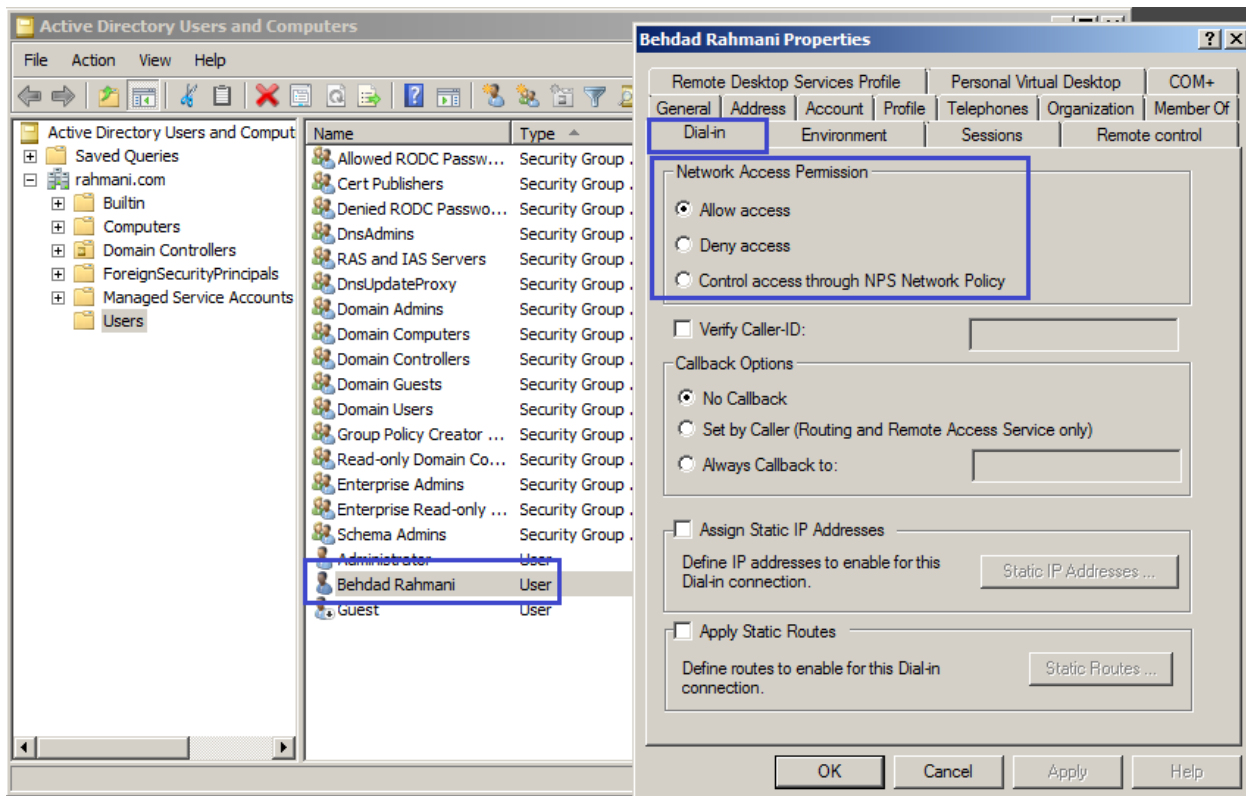 Active Directory Users and Computers
File Action View Help
Active Directory Users and Comput
Saved Queries
rahmani.com
Builtin
Computers
Domain Controllers
ForeignSecurityPrincipals
Managed Service Accounts
Users
Name Type
Allowed RODC Passw... Security Group .
Cert Publishers Security Group .
Denied RODC Passwo... Security Group .
DnsAdmins Security Group .
RAS and IAS Servers Security Group .
DnsUpdateProxy Security Group .
Domain Admins Security Group .
Domain Computers Security Group .
Domain Controllers Security Group .
Domain Guests Security Group .
Domain Users Security Group .
Group Policy Creator ... Security Group .
Read-only Domain Co... Security Group .
Enterprise Admins Security Group .
Enterprise Read-only ... Security Group .
Schema Admins Security Group .
Administrator User
Behdad Rahmani User
Guest User
Behdad Rahmani Properties
Remote Desktop Services Profile Personal Virtual Desktop COM+
General Address Account Profile Telephones Organization Member Of
Dial-in Environment Sessions Remote control
Network Access Permission
Allow access
Deny access
Control access through NPS Network Policy
Verify Caller-ID:
Callback Options
No Callback
Set by Caller (Routing and Remote Access Service only)
Always Callback to:
Assign Static IP Addresses
Define IP addresses to enable for this
Dial-in connection.
Static IP Addresses ...
Apply Static Routes
Define routes to enable for this Dial-in
connection.
Static Routes ...
OK Cancel Apply Help